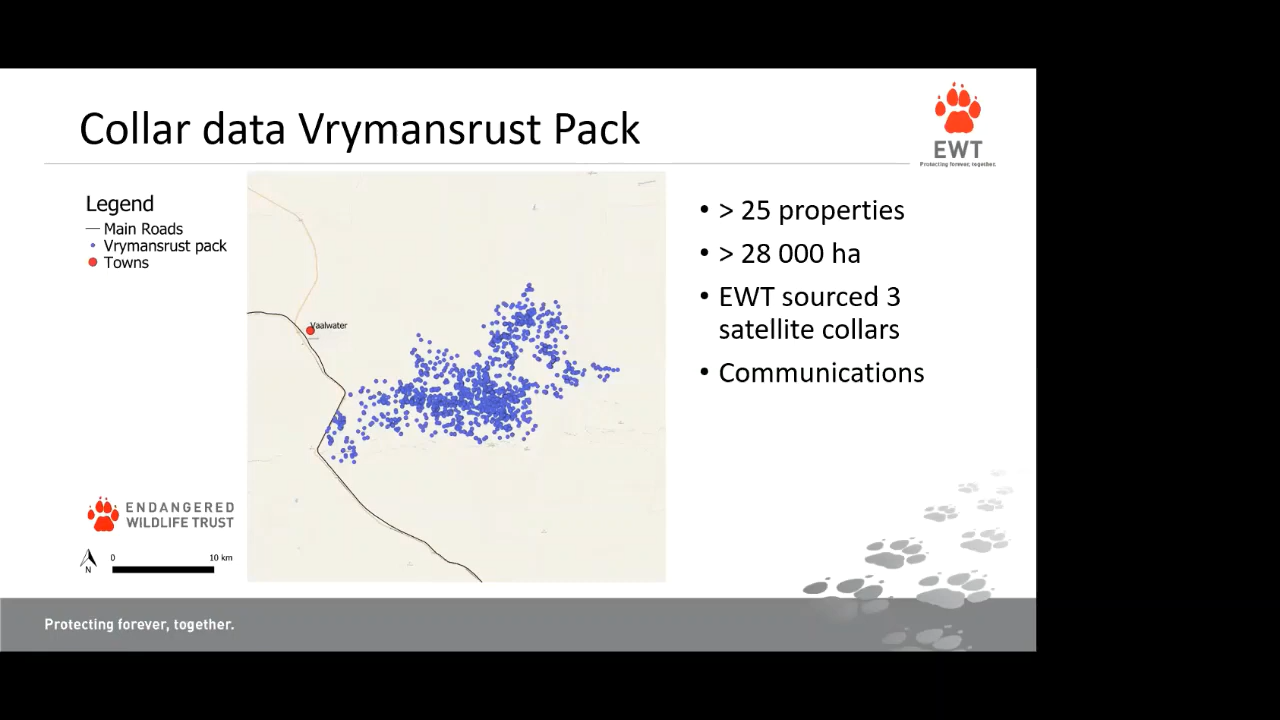 Collar data Vrymansrust Pack
EWT
Protecting forever, together.
Legend
Main Roads
Vrymansrust pack
Towns
Vaalwater
• > 25 properties
• > 28 000 ha
• EWT sourced 3
satellite collars
• Communications
ENDANGERED
WILDLIFE TRUST
N
0
10 km
Protecting forever, together.